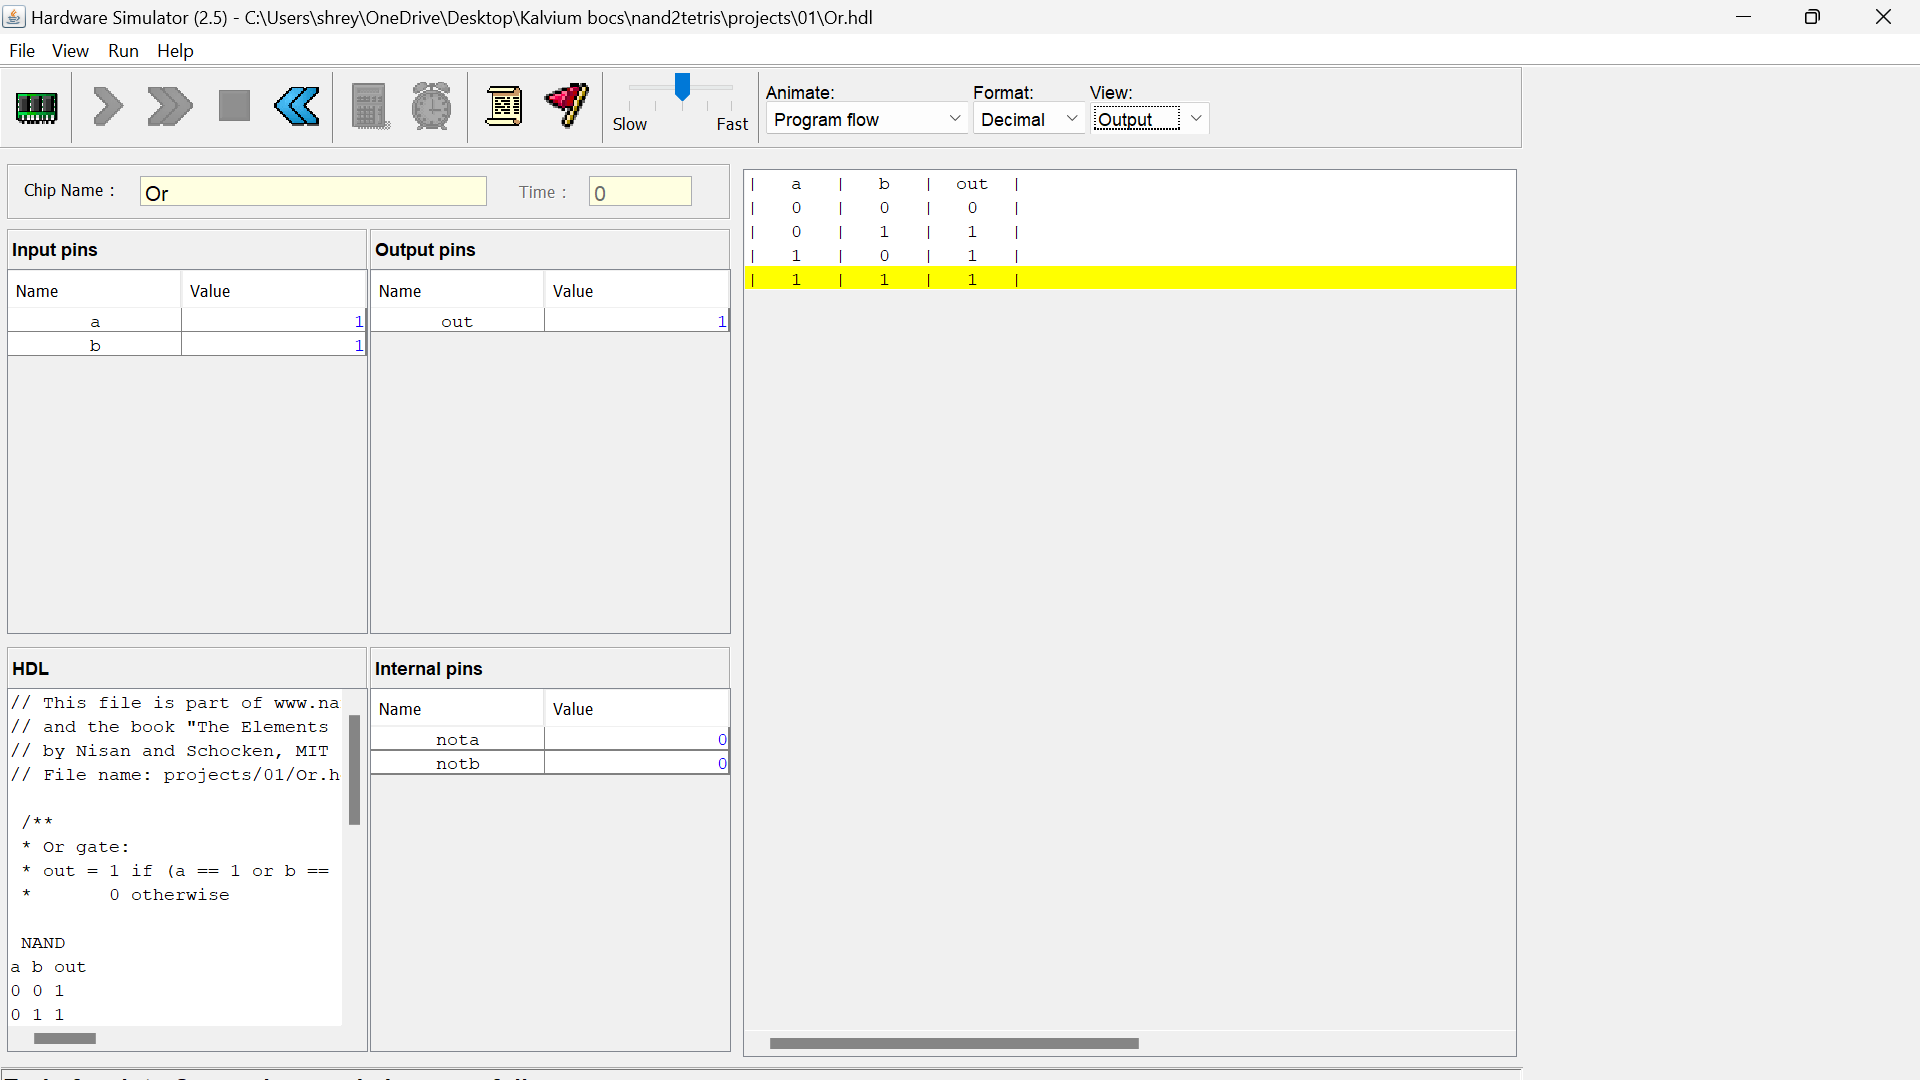 Hardware Simulator (2.5) - C:\Users\shrey\OneDrive\Desktop\Kalvium bocs\nand2tetris\projects\01\Or.hdl
File View Run Help
Slow Fast
Animate: Format: View:
Program flow Decimal Output
Chip Name : Or Time : 0
Input pins
Name Value
a 1
b 1
Output pins
Name Value
out 1
HDL
// This file is part of www.na
// and the book "The Elements
// by Nisan and Schocken, MIT
// File name: projects/01/Or.h
/**
* Or gate:
* out = 1 if (a == 1 or b ==
* 0 otherwise
NAND
a b out
0 0 1
0 1 1
Internal pins
Name Value
nota 0
notb 0
| a | b | out |
| 0 | 0 | 0 |
| 0 | 1 | 1 |
| 1 | 0 | 1 |
| 1 | 1 | 1 |